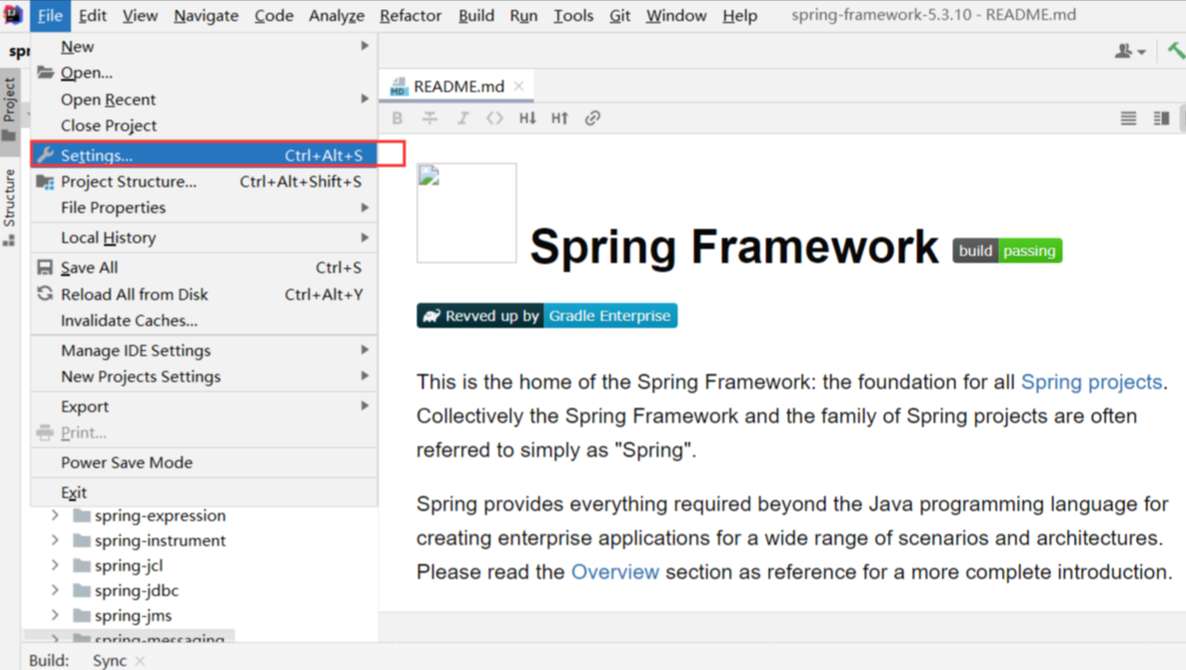 File Edit View Navigate Code Analyze Refactor Build Run Tools Git Window Help spring-framework-5.3.10 - README.md
New
Open...
Open Recent
Close Project
Settings... Ctrl+Alt+S
Project Structure... Ctrl+Alt+Shift+S
File Properties
Local History
Save All Ctrl+S
Reload All from Disk Ctrl+Alt+Y
Invalidate Caches...
Manage IDE Settings
New Projects Settings
Export
Print...
Power Save Mode
Exit
spring-expression
spring-instrument
spring-jcl
spring-jdbc
spring-jms
spring-messaging
Project
Structure
README.md
B I <> H↓ H↑
Spring Framework build passing
Revved up by Gradle Enterprise
This is the home of the Spring Framework: the foundation for all Spring projects.
Collectively the Spring Framework and the family of Spring projects are often
referred to simply as "Spring".
Spring provides everything required beyond the Java programming language for
creating enterprise applications for a wide range of scenarios and architectures.
Please read the Overview section as reference for a more complete introduction.
Build: Sync